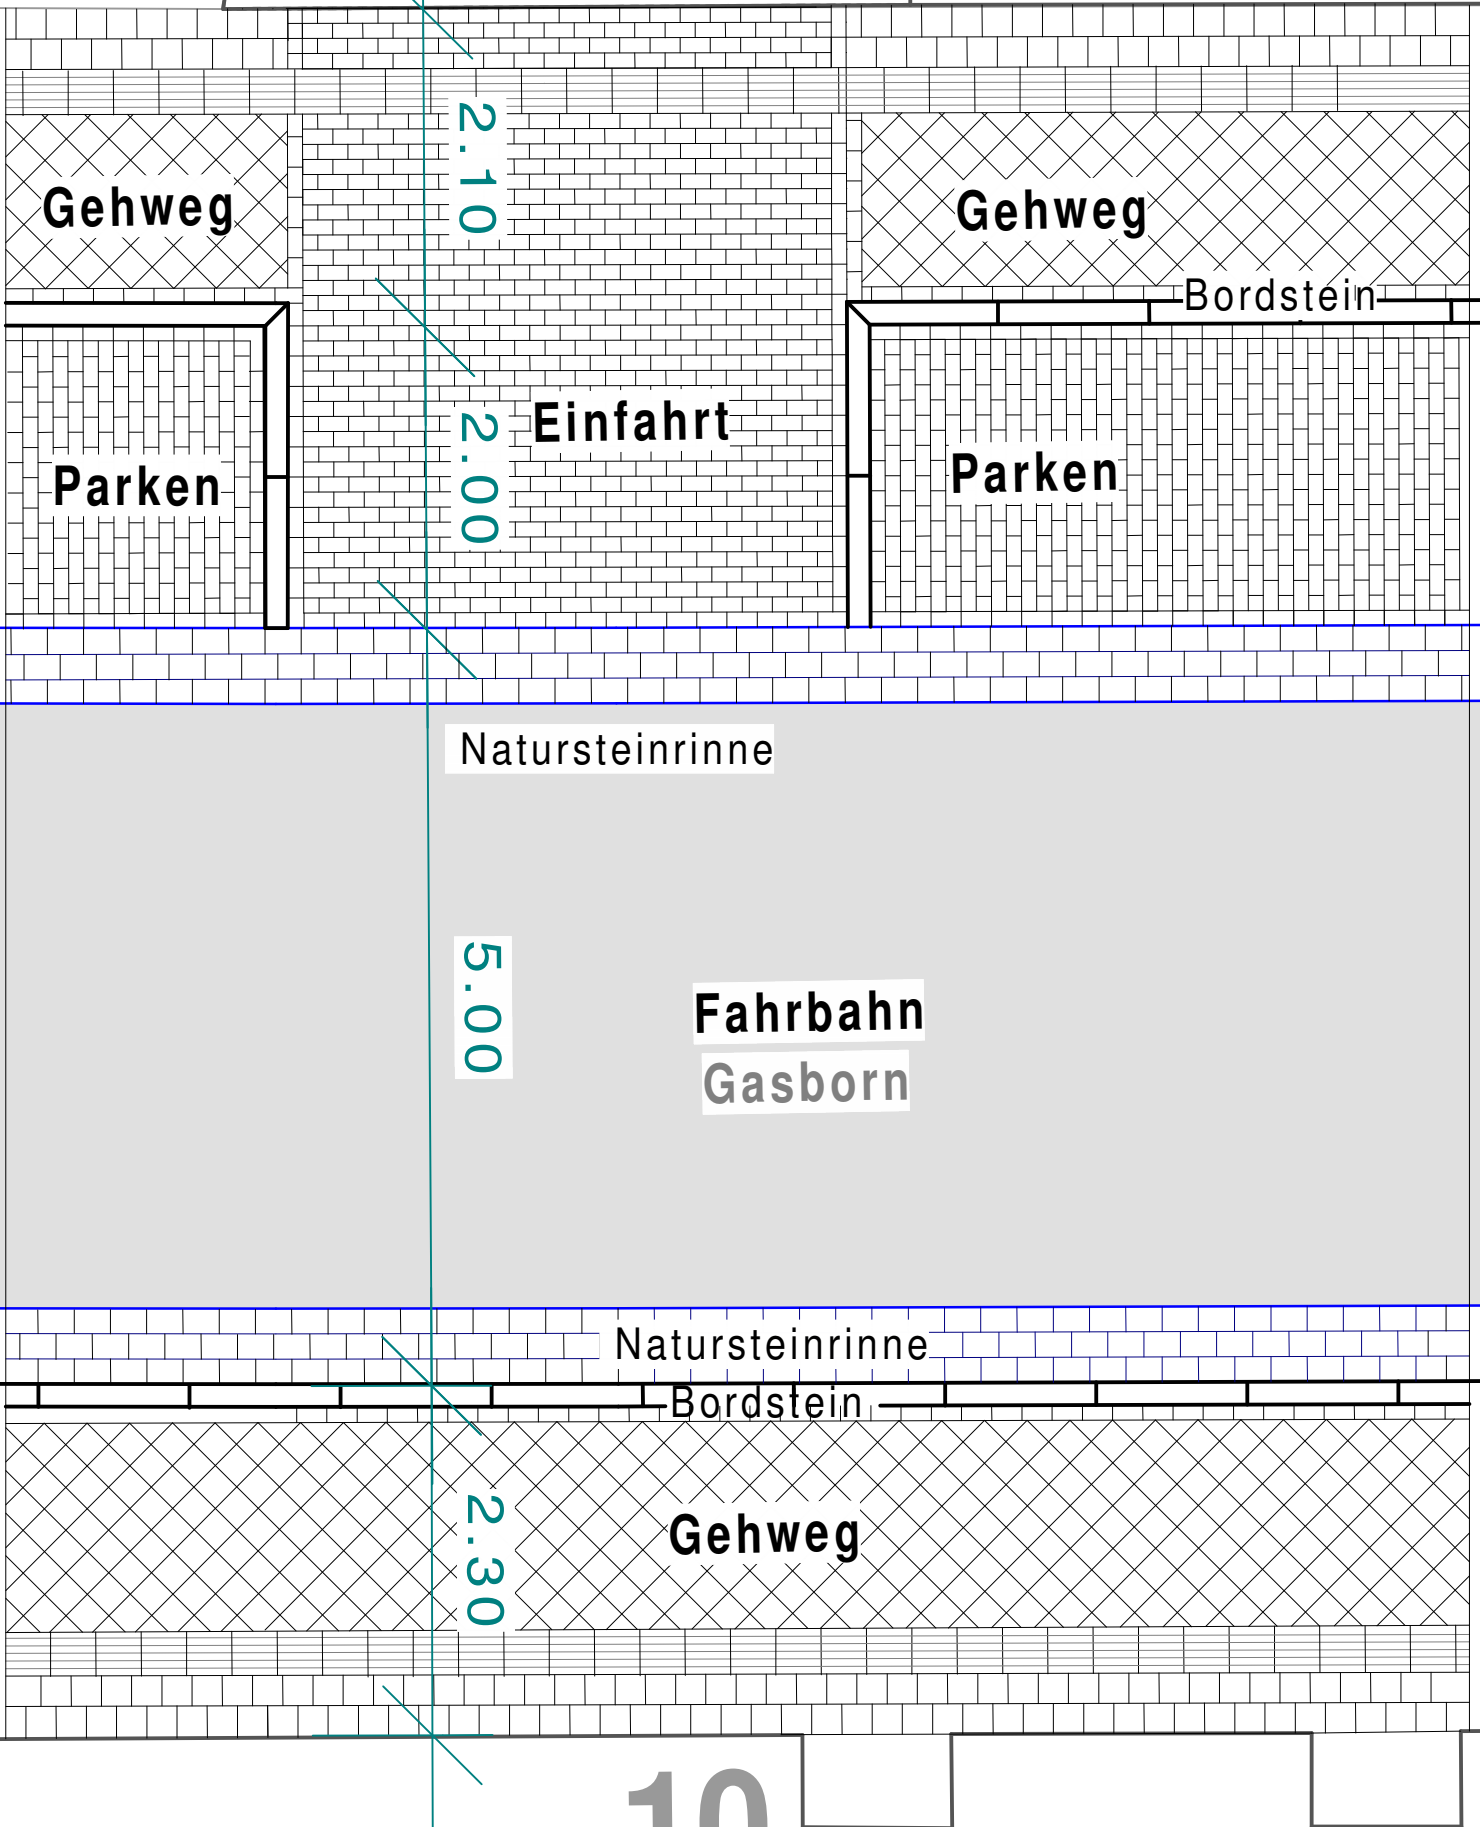 2.10
Gehweg
Gehweg
Bordstein
2.00
Einfahrt
Parken
Parken
Natursteinrinne
5.00
Fahrbahn
Gasborn
Natursteinrinne
Bordstein
2.30
Gehweg
10